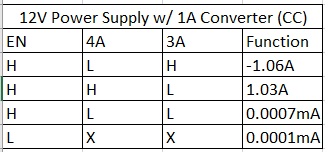 12V Power Supply w/ 1A Converter (CC)
EN 4A 3A Function
H L H -1.06A
H H L 1.03A
H L L 0.0007mA
L X X 0.0001mA